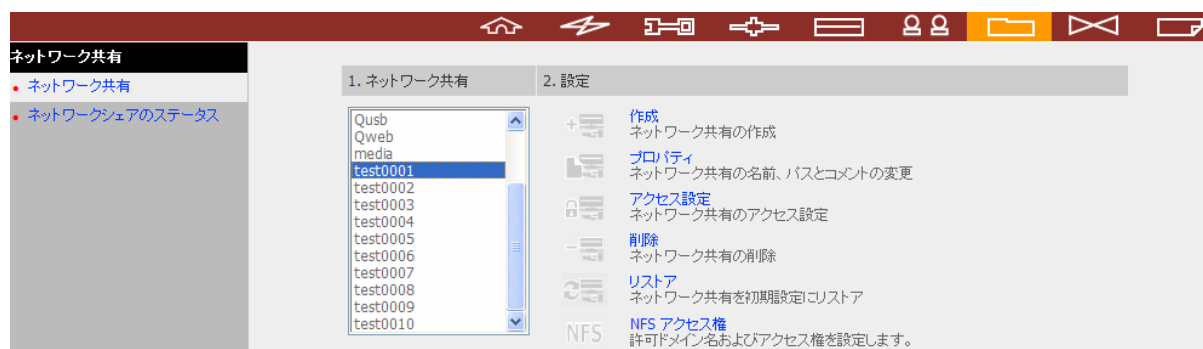 ネットワーク共有
ネットワーク共有
ネットワークシェアのステータス
1. ネットワーク共有
2. 設定
Qusb
Qweb
media
test0001
test0002
test0003
test0004
test0005
test0006
test0007
test0008
test0009
test0010
作成
ネットワーク共有の作成
プロパティ
ネットワーク共有の名前、パスとコメントの変更
アクセス設定
ネットワーク共有のアクセス設定
削除
ネットワーク共有の削除
リストア
ネットワーク共有を初期設定にリストア
NFS
NFS アクセス権
許可ドメイン名およびアクセス権を設定します。